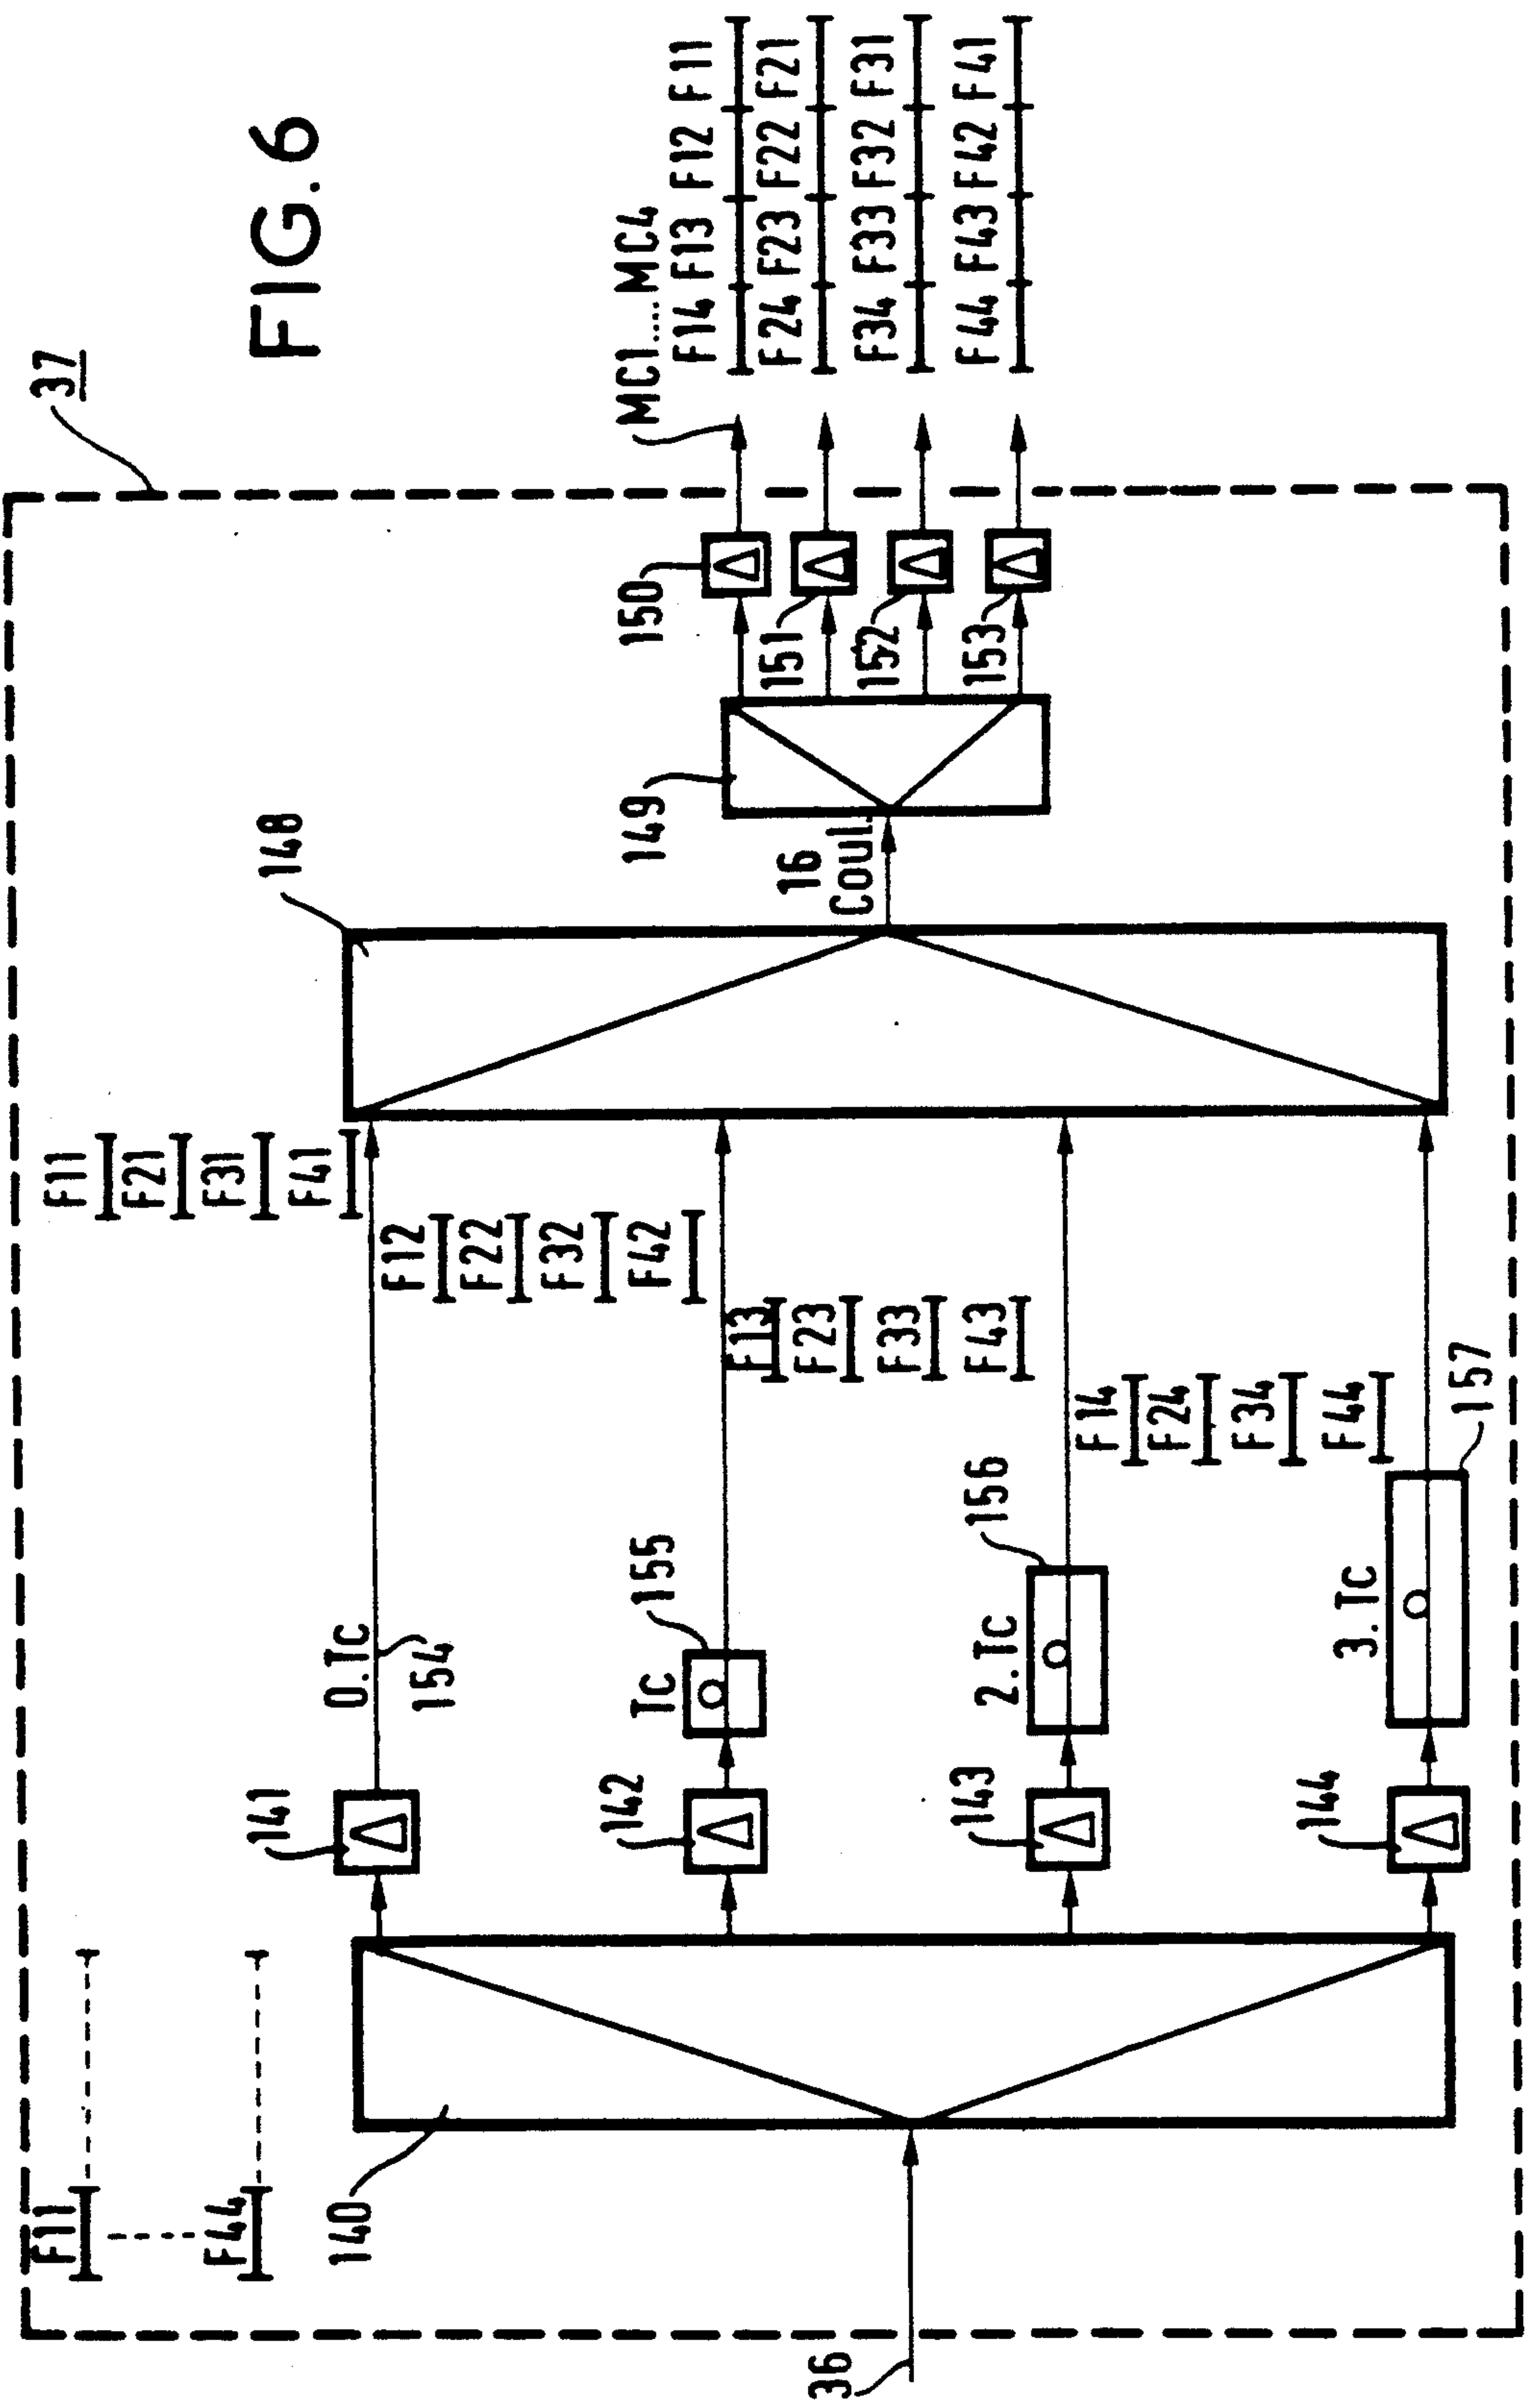 FIG. 6
37
MC1....MC4
F14 F13 F12 F11
F24 F23 F22 F21
F34 F33 F32 F31
F44 F43 F42 F41
150
151
152
153
149
16
Coul.
148
F11
F21
F31
F41
F12
F22
F32
F42
F13
F23
F33
F43
F14
F24
F34
F44
0.Tc
154
Tc
155
2.Tc
156
3.Tc
157
141
142
143
144
F11
F44
140
36